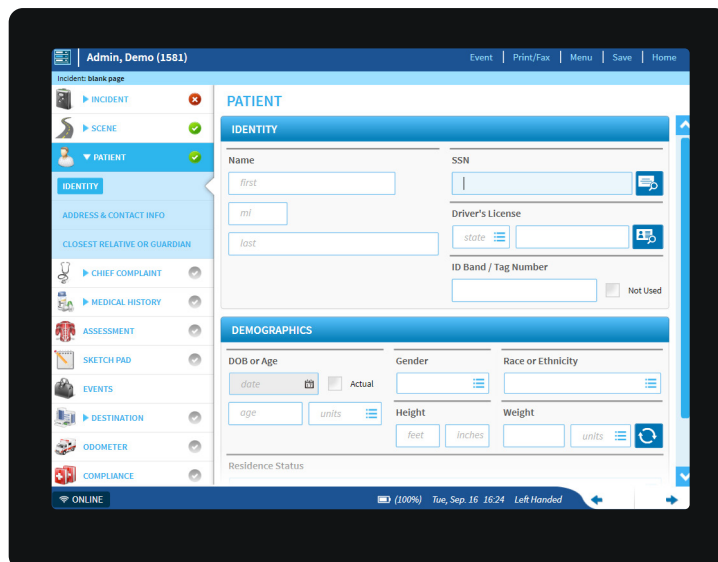 Admin, Demo (1581)
Event Print/Fax Menu Save Home
Incident: blank page
INCIDENT
SCENE
PATIENT
IDENTITY
ADDRESS & CONTACT INFO
CLOSEST RELATIVE OR GUARDIAN
CHIEF COMPLAINT
MEDICAL HISTORY
ASSESSMENT
SKETCH PAD
EVENTS
DESTINATION
ODOMETER
COMPLIANCE
PATIENT
IDENTITY
Name
first
mi
last
SSN
Driver's License
state
ID Band / Tag Number
Not Used
DEMOGRAPHICS
DOB or Age Gender Race or Ethnicity
date Actual
age units
Height Weight
feet inches units
Residence Status
ONLINE (100%) Tue, Sep. 16 16:24 Left Handed